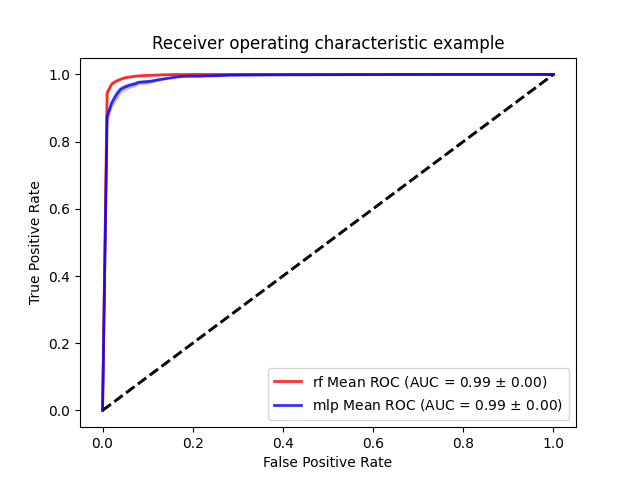 Receiver operating characteristic example
True Positive Rate
1.0
0.8
0.6
0.4
0.2
0.0
rf Mean ROC (AUC = 0.99 ± 0.00)
mlp Mean ROC (AUC = 0.99 ± 0.00)
0.0 0.2 0.4 0.6 0.8 1.0
False Positive Rate